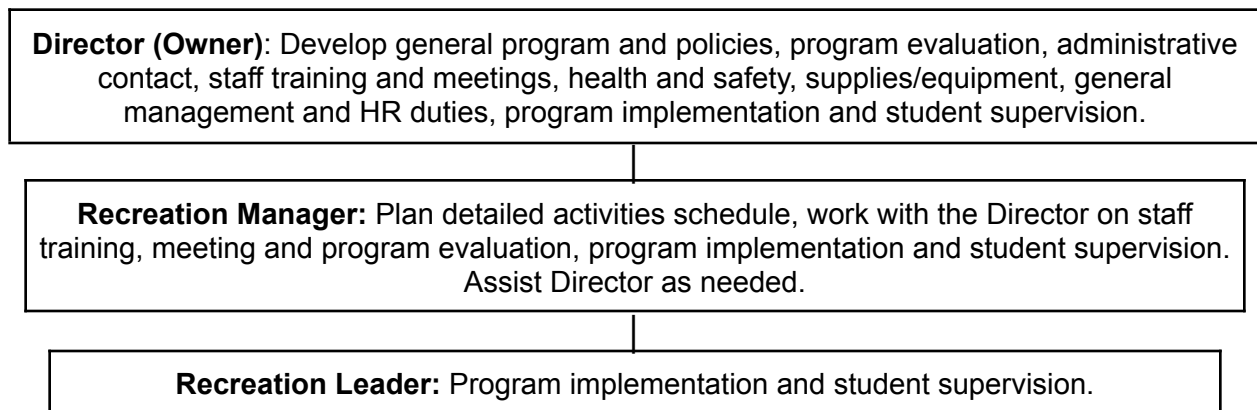 Director (Owner): Develop general program and policies, program evaluation, administrative
contact, staff training and meetings, health and safety, supplies/equipment, general
management and HR duties, program implementation and student supervision.
Recreation Manager: Plan detailed activities schedule, work with the Director on staff
training, meeting and program evaluation, program implementation and student supervision.
Assist Director as needed.
Recreation Leader: Program implementation and student supervision.